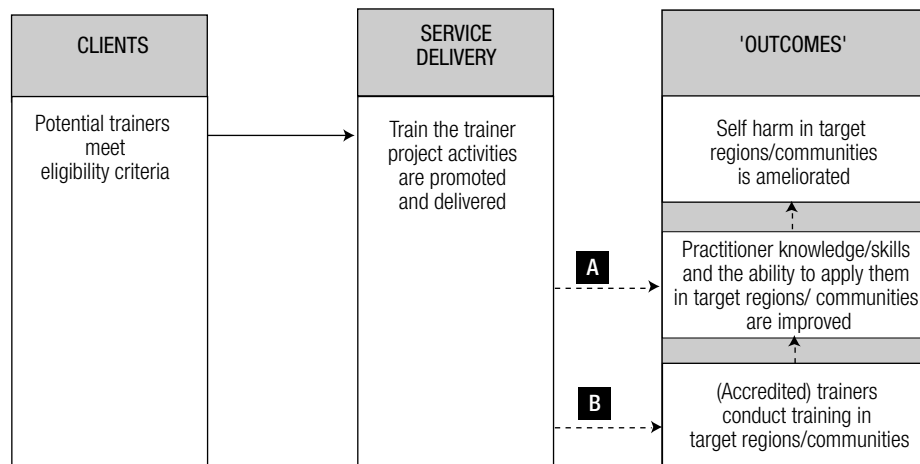 CLIENTS
Potential trainers
meet
eligibility criteria
SERVICE
DELIVERY
Train the trainer
project activities
are promoted
and delivered
A
B
'OUTCOMES'
Self harm in target
regions/communities
is ameliorated
Practitioner knowledge/skills
and the ability to apply them
in target regions/ communities
are improved
(Accredited) trainers
conduct training in
target regions/communities